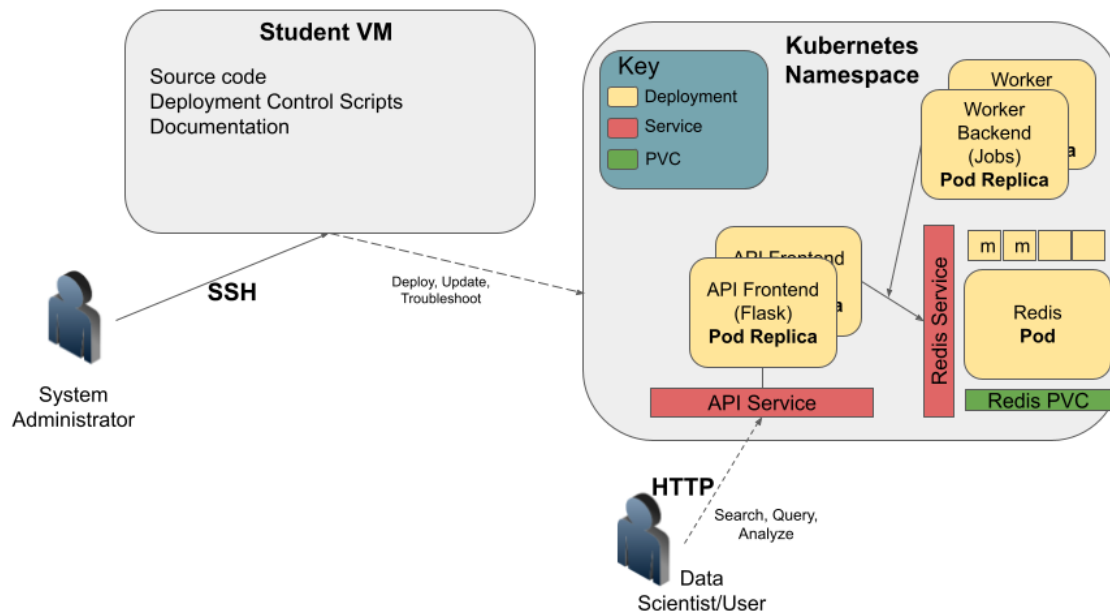 Student VM
Source code
Deployment Control Scripts
Documentation
SSH
System
Administrator
Deploy, Update,
Troubleshoot
Kubernetes
Namespace
Key
Deployment
Service
PVC
Worker
a
Worker
Backend
(Jobs)
Pod Replica
API Frontend
a
API Frontend
(Flask)
Pod Replica
API Service
Redis Service
m m
Redis
Pod
Redis PVC
HTTP
Search, Query,
Analyze
Data
Scientist/User